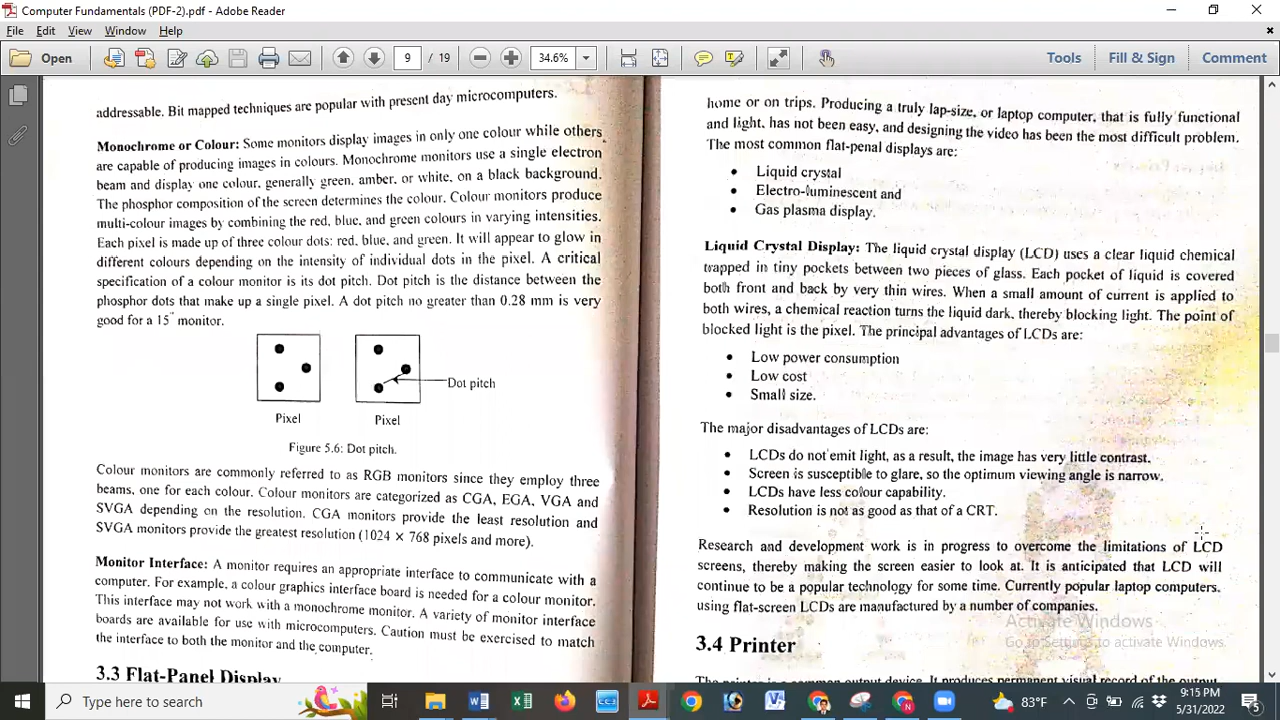 Computer Fundamentals (PDF-2).pdf - Adobe Reader
File Edit View Window Help
Open 9 / 19 34.6% Tools Fill & Sign Comment
addressable. Bit mapped techniques are popular with present day microcomputers.
Monochrome or Colour: Some monitors display images in only one colour while others
are capable of producing images in colours. Monochrome monitors use a single electron
beam and display one colour, generally green, amber, or white, on a black background.
The phosphor composition of the screen determines the colour. Colour monitors produce
multi-colour images by combining the red, blue, and green colours in varying intensities.
Each pixel is made up of three colour dots: red, blue, and green. It will appear to glow in
different colours depending on the intensity of individual dots in the pixel. A critical
specification of a colour monitor is its dot pitch. Dot pitch is the distance between the
phosphor dots that make up a single pixel. A dot pitch no greater than 0.28 mm is very
good for a 15" monitor.
Dot pitch
Pixel Pixel
Figure 5.6: Dot pitch.
Colour monitors are commonly referred to as RGB monitors since they employ three
beams, one for each colour. Colour monitors are categorized as CGA, EGA, VGA and
SVGA depending on the resolution. CGA monitors provide the least resolution and
SVGA monitors provide the greatest resolution (1024 × 768 pixels and more).
Monitor Interface: A monitor requires an appropriate interface to communicate with a
computer. For example, a colour graphics interface board is needed for a colour monitor.
This interface may not work with a monochrome monitor. A variety of monitor interface
boards are available for use with microcomputers. Caution must be exercised to match
the interface to both the monitor and the computer.
3.3 Flat-Panel Display
home or on trips. Producing a truly lap-size, or laptop computer, that is fully functional
and light, has not been easy, and designing the video has been the most difficult problem.
The most common flat-penal displays are:
• Liquid crystal
• Electro-luminescent and
• Gas plasma display.
Liquid Crystal Display: The liquid crystal display (LCD) uses a clear liquid chemical
trapped in tiny pockets between two pieces of glass. Each pocket of liquid is covered
both front and back by very thin wires. When a small amount of current is applied to
both wires, a chemical reaction turns the liquid dark, thereby blocking light. The point of
blocked light is the pixel. The principal advantages of LCDs are:
• Low power consumption
• Low cost
• Small size.
The major disadvantages of LCDs are:
• LCDs do not emit light, as a result, the image has very little contrast.
• Screen is susceptible to glare, so the optimum viewing angle is narrow.
• LCDs have less colour capability.
• Resolution is not as good as that of a CRT.
Research and development work is in progress to overcome the limitations of LCD
screens, thereby making the screen easier to look at. It is anticipated that LCD will
continue to be a popular technology for some time. Currently popular laptop computers,
using flat-screen LCDs are manufactured by a number of companies.
Activate Windows
Go to Settings to activate Windows.
3.4 Printer
The printer is a common output device. It produces permanent visual record of the output
Type here to search
83°F
9:15 PM
5/31/2022
5